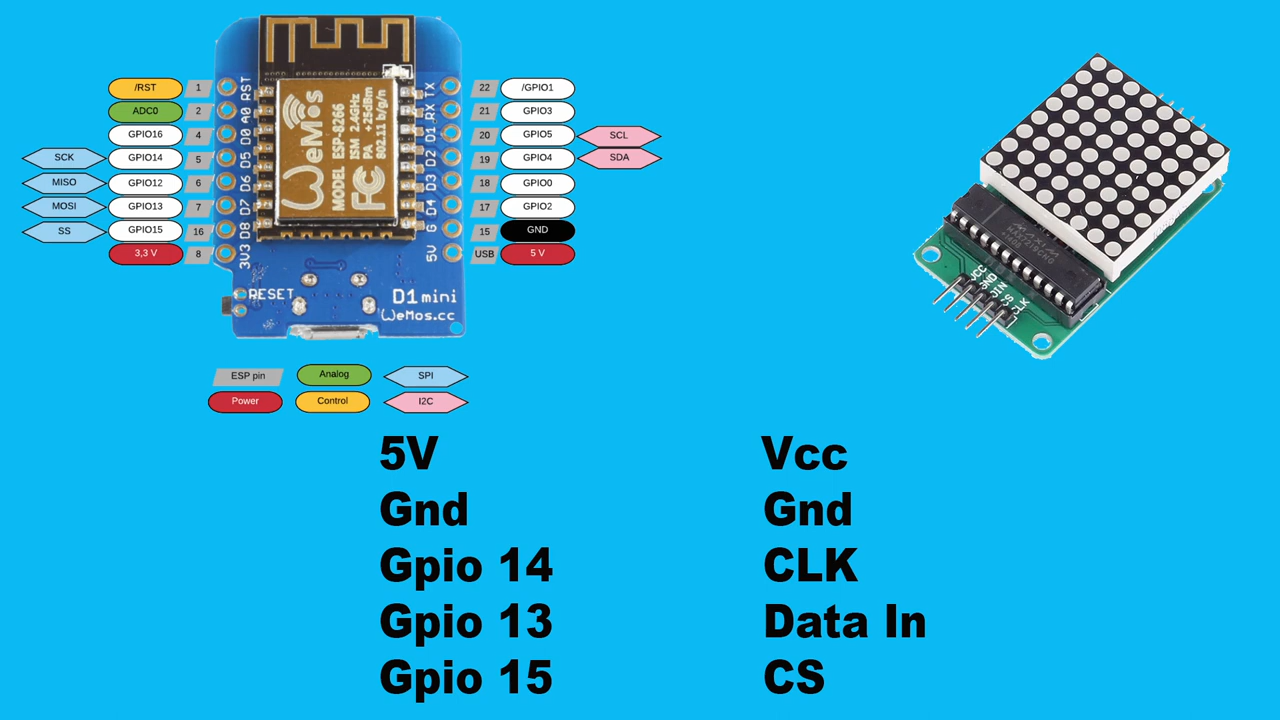 /RST 1 RST TX 22 /GPIO1
ADC0 2 A0 RX 21 GPIO3
GPIO16 4 D0 D1 20 GPIO5 SCL
SCK GPIO14 5 D5 D2 19 GPIO4 SDA
MISO GPIO12 6 D6 D3 18 GPIO0
MOSI GPIO13 7 D7 D4 17 GPIO2
SS GPIO15 16 D8 G 15 GND
3,3 V 8 3V3 5V USB 5 V
WeMos
MODEL ESP-8266
ISM 2.4GHz
PA +25dBm
802.11 b/g/n
FC
RESET
D1 mini
WeMos.cc
VCC
GND
DIN
CS
CLK
ESP pin Analog SPI
Power Control I2C
5V Vcc
Gnd Gnd
Gpio 14 CLK
Gpio 13 Data In
Gpio 15 CS